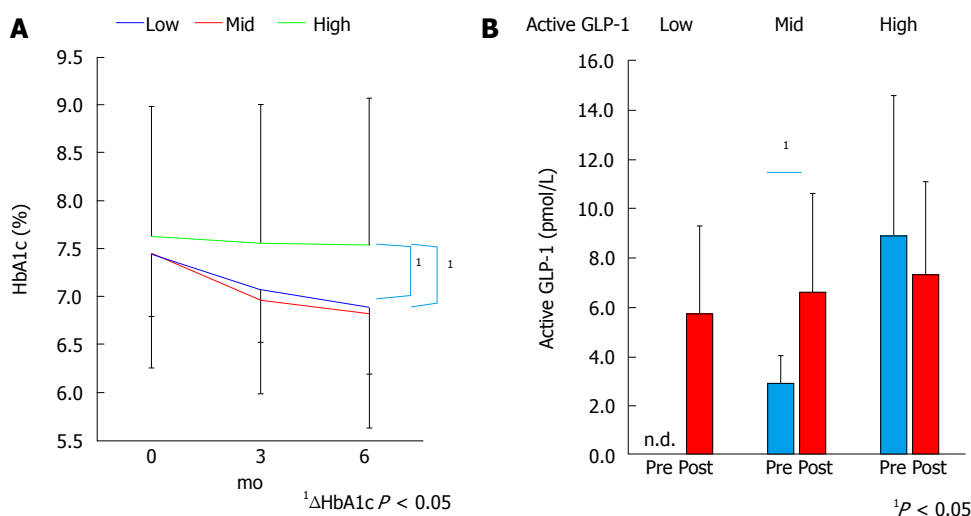 A
Low Mid High
9.5
9.0
8.5
8.0
7.5
7.0
6.5
6.0
5.5
HbA1c (%)
1 1
0 3 6
mo
¹ΔHbA1c P < 0.05
B
Active GLP-1 Low Mid High
16.0
14.0
12.0
10.0
8.0
6.0
4.0
2.0
0.0
Active GLP-1 (pmol/L)
1
n.d.
Pre Post Pre Post Pre Post
¹P < 0.05